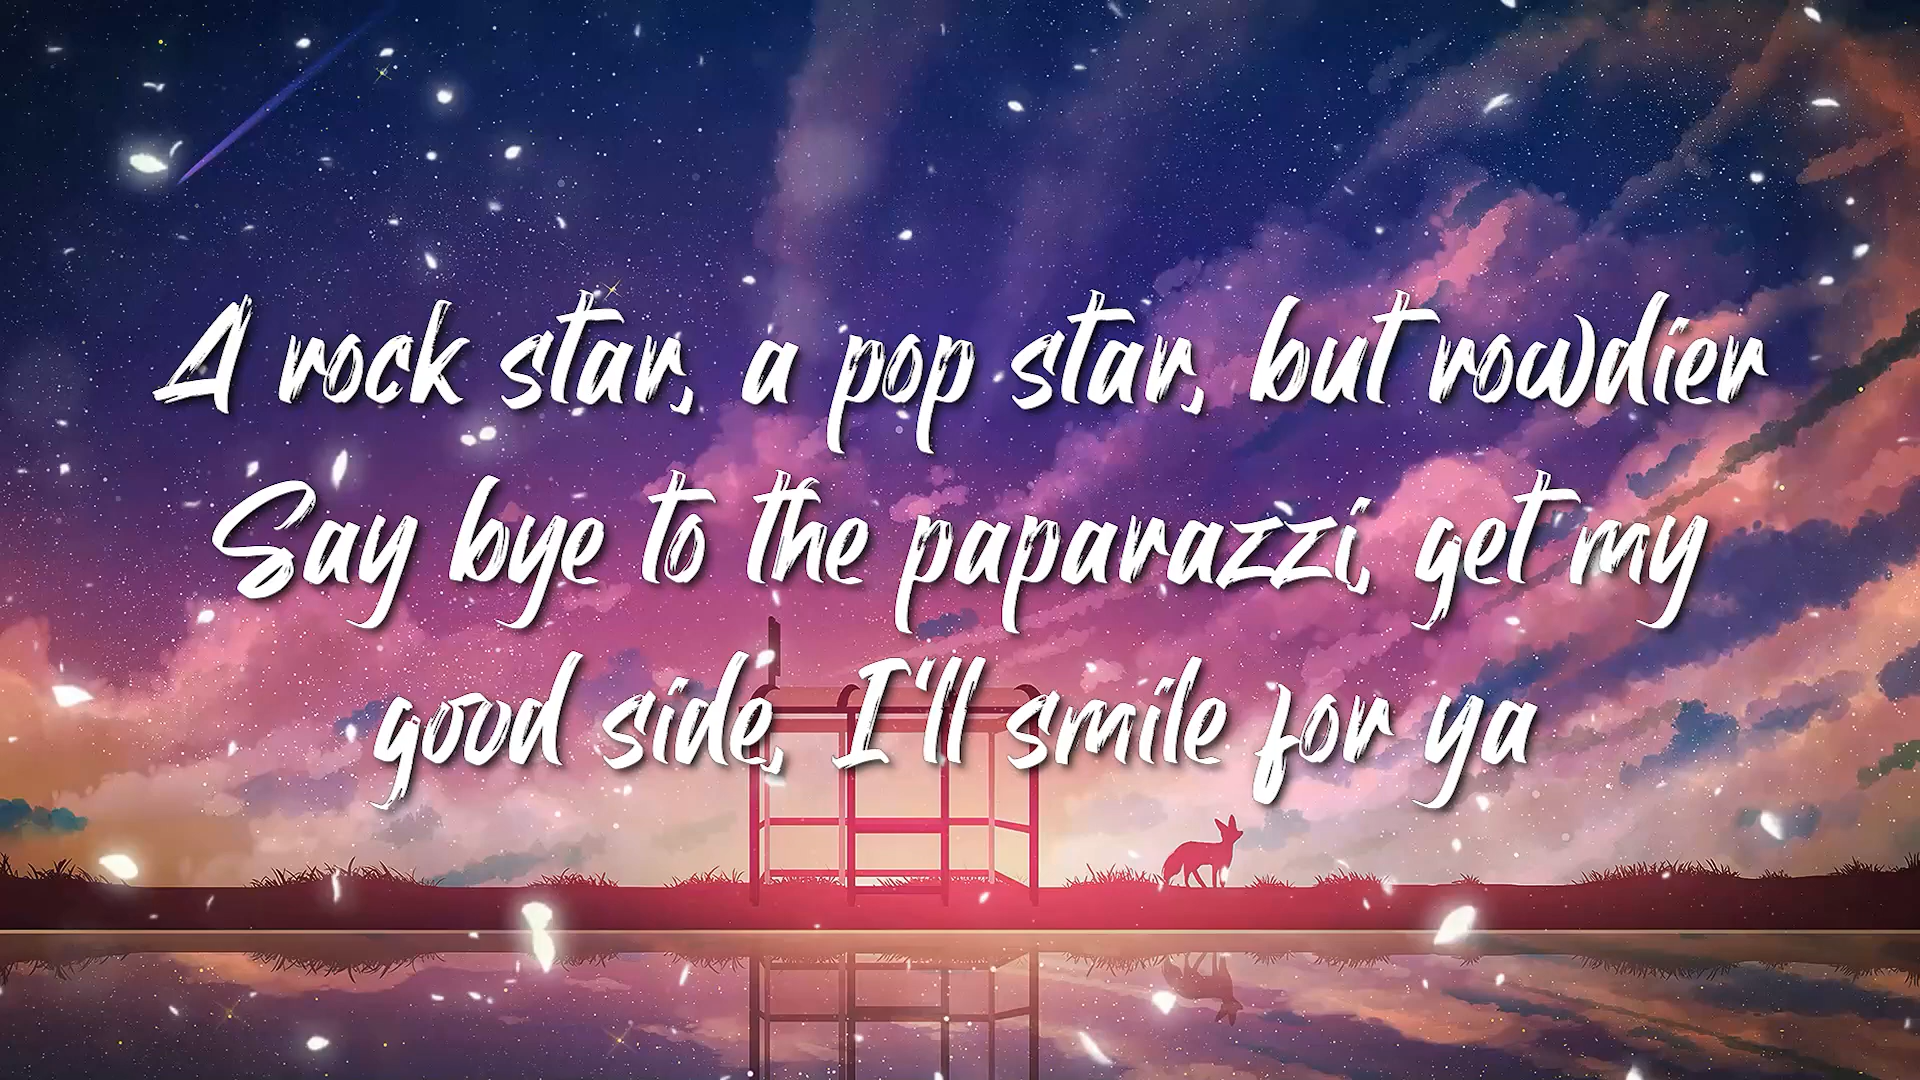 A rock star, a pop star, but rowdier
Say bye to the paparazzi, get my
good side, I'll smile for ya